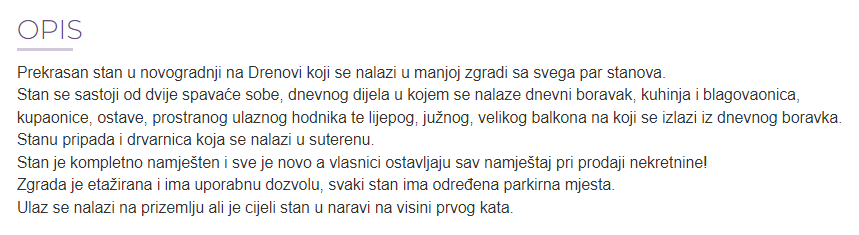 OPIS
Prekrasan stan u novogradnji na Drenovi koji se nalazi u manjoj zgradi sa svega par stanova.
Stan se sastoji od dvije spavaće sobe, dnevnog dijela u kojem se nalaze dnevni boravak, kuhinja i blagovaonica,
kupaonice, ostave, prostranog ulaznog hodnika te lijepog, južnog, velikog balkona na koji se izlazi iz dnevnog boravka.
Stanu pripada i drvarnica koja se nalazi u suterenu.
Stan je kompletno namješten i sve je novo a vlasnici ostavljaju sav namještaj pri prodaji nekretnine!
Zgrada je etažirana i ima uporabnu dozvolu, svaki stan ima određena parkirna mjesta.
Ulaz se nalazi na prizemlju ali je cijeli stan u naravi na visini prvog kata.